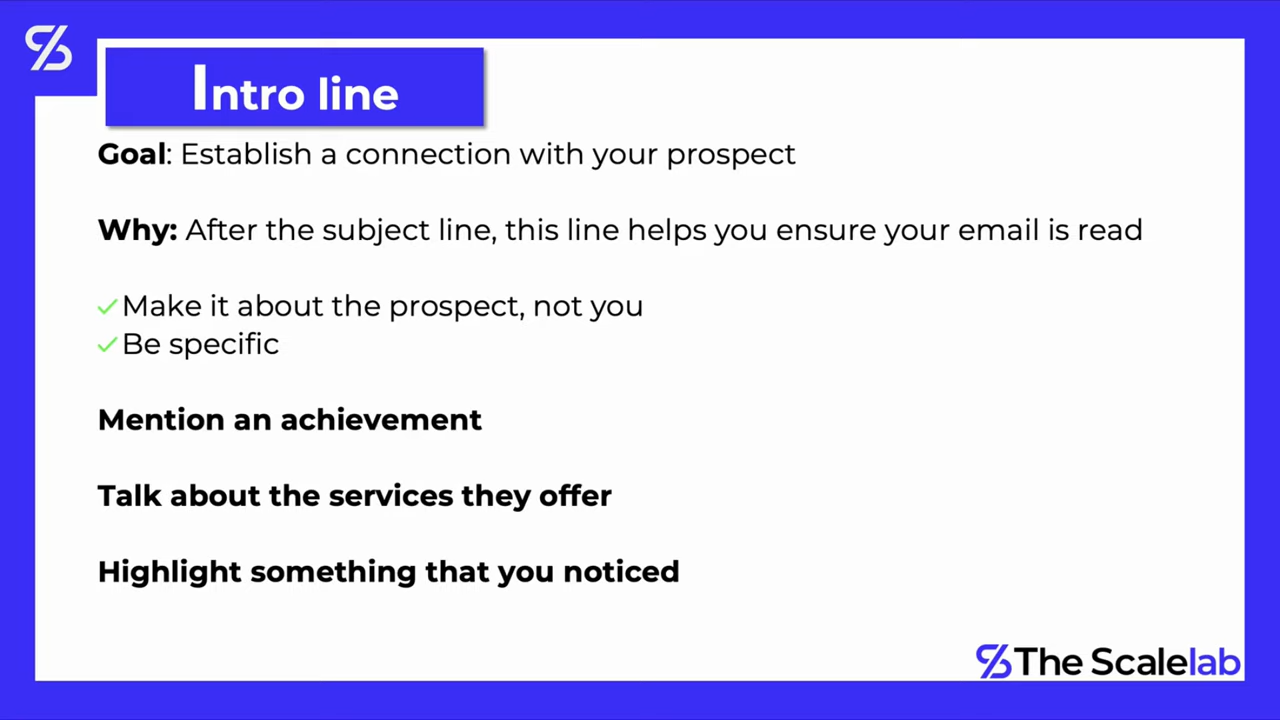 Intro line
Goal: Establish a connection with your prospect
Why: After the subject line, this line helps you ensure your email is read
Make it about the prospect, not you
Be specific
Mention an achievement
Talk about the services they offer
Highlight something that you noticed
The Scalelab